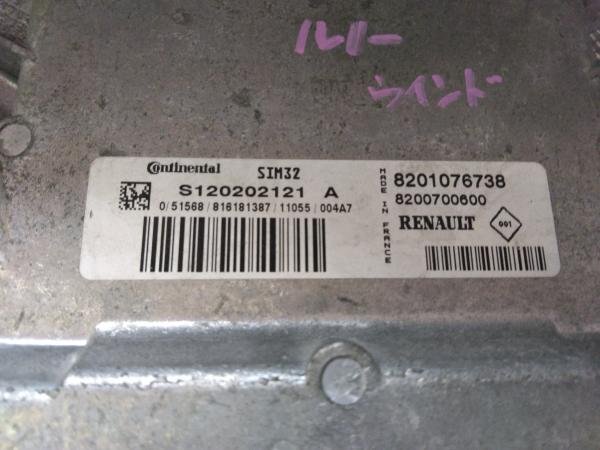 ルノー
ウインド
Continental SIM32
S120202121 A
0/51568/816181387/11055/004A7
MADE IN FRANCE
8201076738
8200700600
RENAULT 001